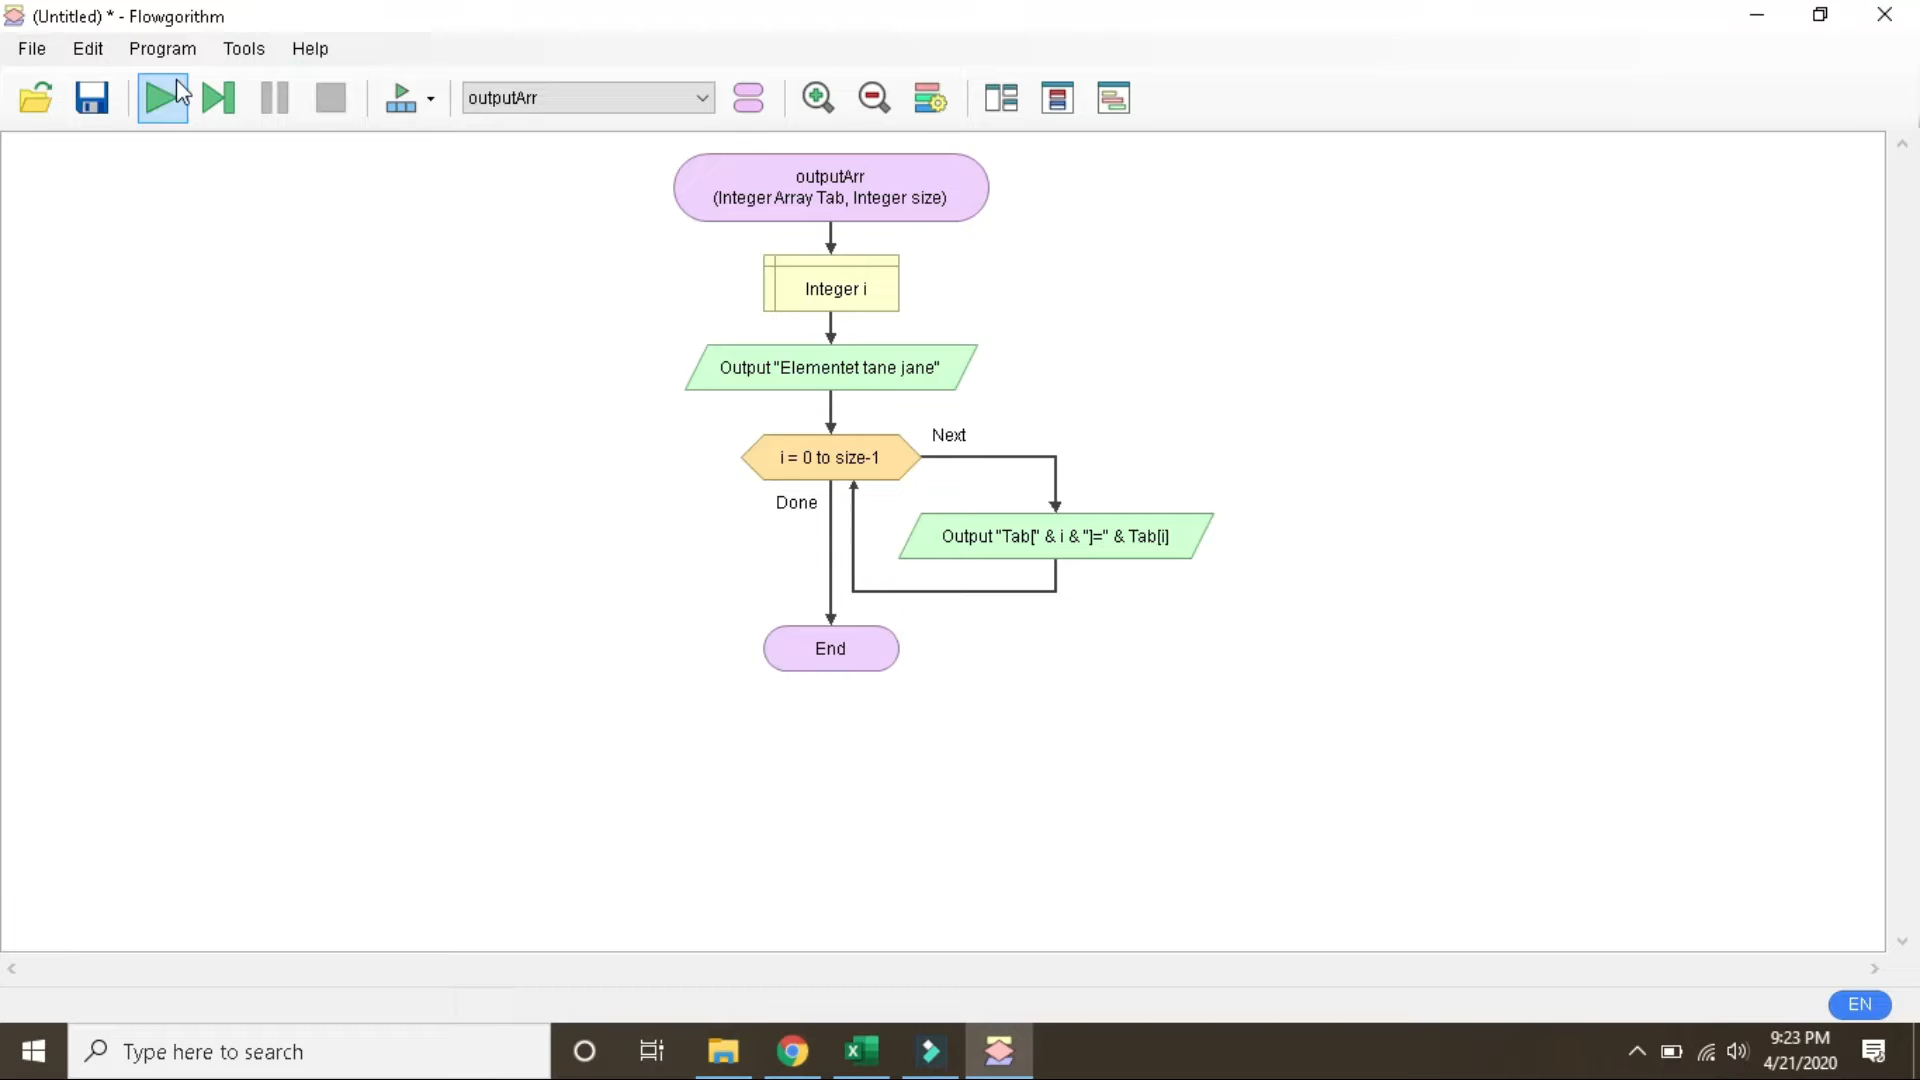 (Untitled) * - Flowgorithm
File Edit Program Tools Help
outputArr
outputArr
(Integer Array Tab, Integer size)
Integer i
Output "Elementet tane jane"
i = 0 to size-1
Next
Done
Output "Tab[" & i & "]=" & Tab[i]
End
EN
Type here to search
9:23 PM
4/21/2020